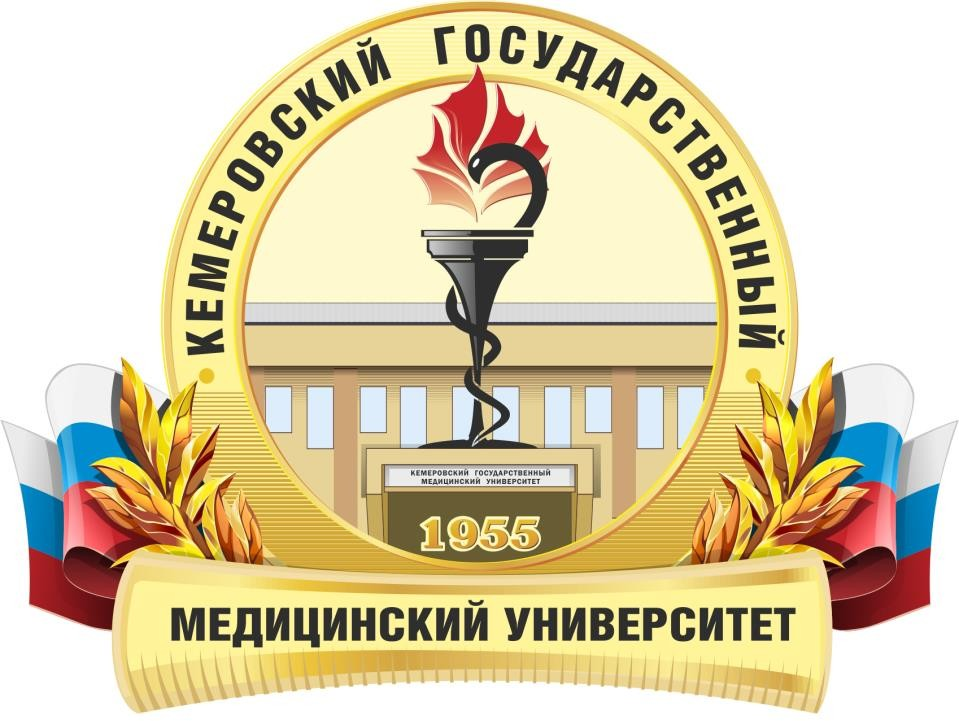 КЕМЕРОВСКИЙ ГОСУДАРСТВЕННЫЙ
КЕМЕРОВСКИЙ ГОСУДАРСТВЕННЫЙ
МЕДИЦИНСКИЙ УНИВЕРСИТЕТ
1955
МЕДИЦИНСКИЙ УНИВЕРСИТЕТ